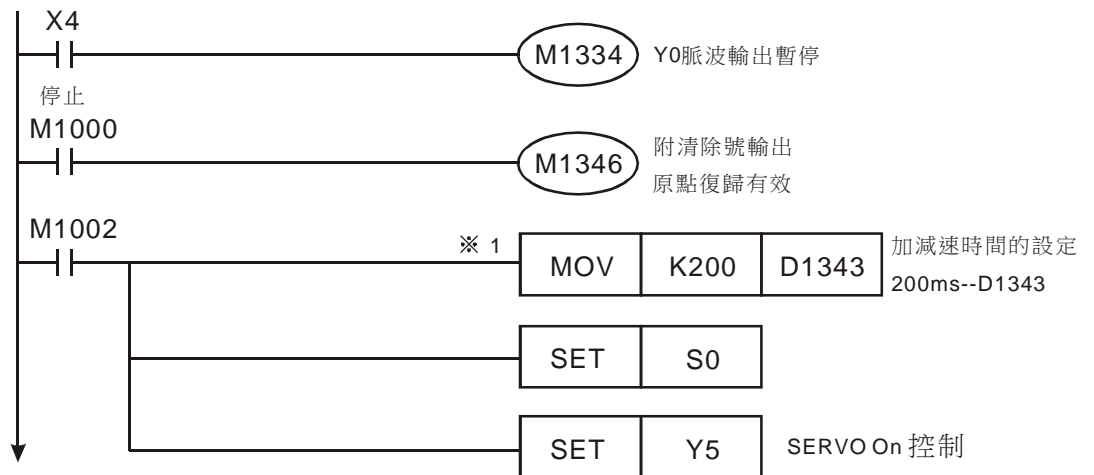 X4
M1334
Y0脈波輸出暫停
停止
M1000
M1346
附清除號輸出
原點復歸有效
M1002
※ 1
MOV K200 D1343
加減速時間的設定
200ms--D1343
SET S0
SET Y5
SERVO On 控制